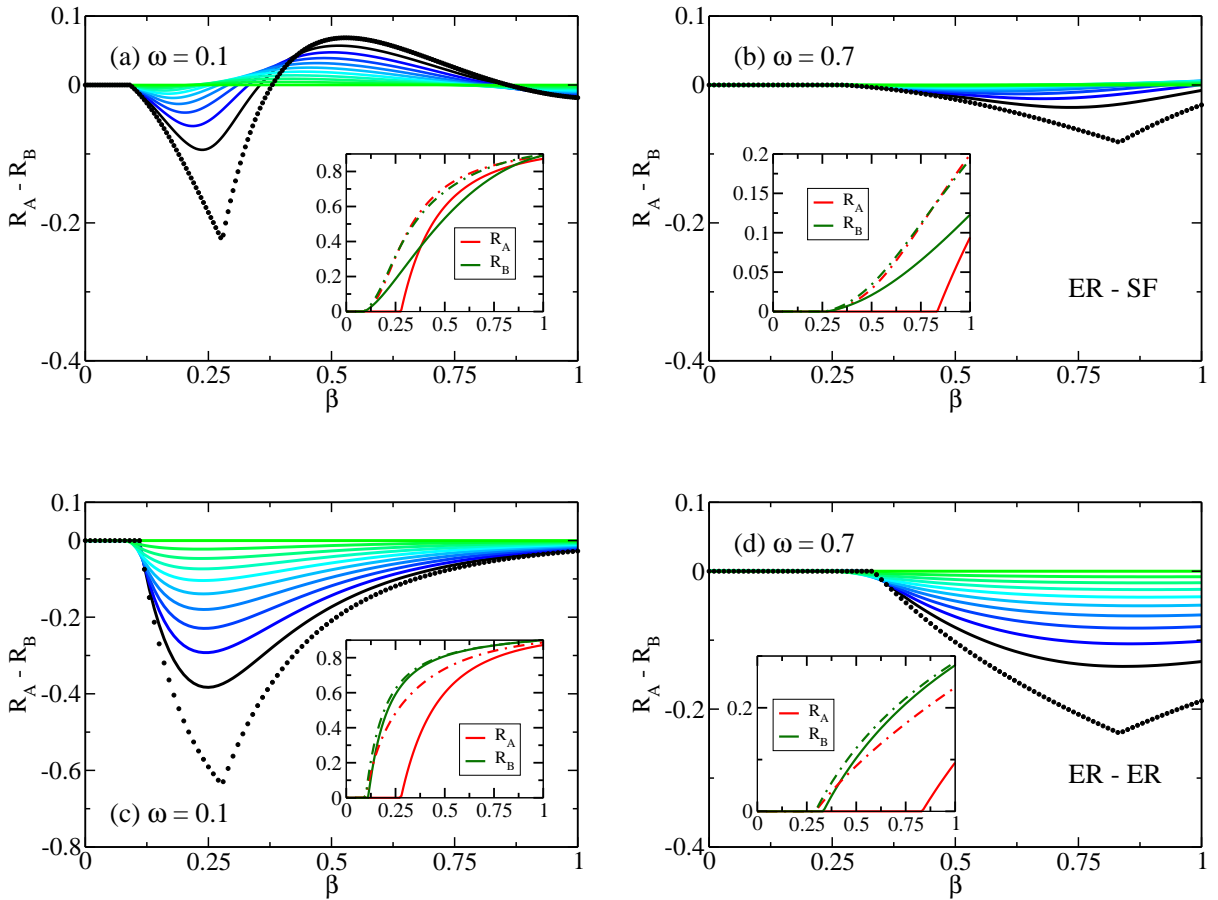 0.1
0
-0.2
-0.4
R_A - R_B
(a) ω = 0.1
0.8
0.6
0.4
0.2
0
R_A
R_B
0 0.25 0.5 0.75 1
0 0.25 0.5 0.75 1
β
0.1
0
-0.2
-0.4
R_A - R_B
(b) ω = 0.7
0.2
0.15
0.1
0.05
0
R_A
R_B
0 0.25 0.5 0.75 1
ER - SF
0 0.25 0.5 0.75 1
β
0.1
0
-0.2
-0.4
-0.6
-0.8
R_A - R_B
0.8
0.6
0.4
0.2
0
R_A
R_B
0 0.25 0.5 0.75 1
(c) ω = 0.1
0 0.25 0.5 0.75 1
β
0.1
0
-0.2
-0.4
R_A - R_B
(d) ω = 0.7
0.2
0
R_A
R_B
0 0.25 0.5 0.75 1
ER - ER
0 0.25 0.5 0.75 1
β